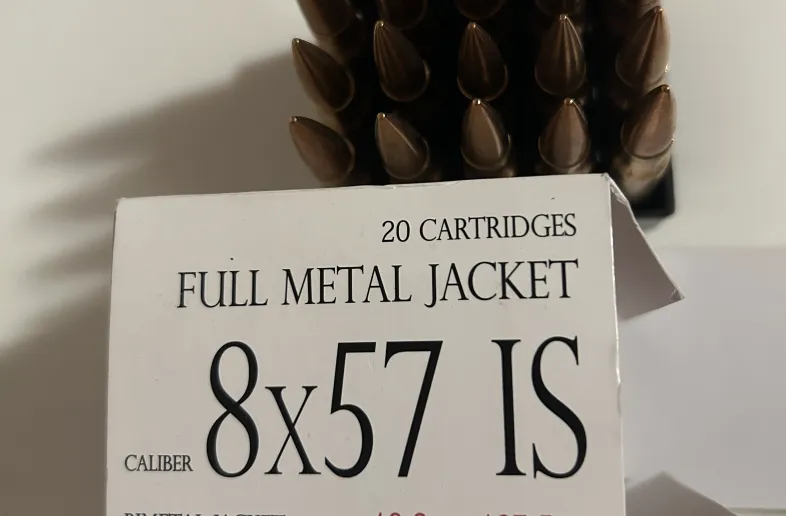 20 CARTRIDGES
FULL METAL JACKET
CALIBER 8x57 IS